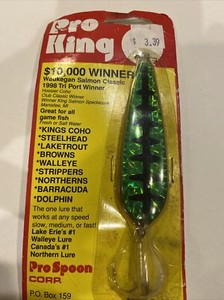 Pro
King
$ 3.39
$10,000 WINNER
Waukegan Salmon Classic
1998 Tri Port Winner
Hoosier Coho
Club Classic Winner
Winner King Salmon Spectacular
Manistee, MI
Great for all
game fish
Fresh or Salt Water
*KINGS COHO
*STEELHEAD
*LAKETROUT
*BROWNS
*WALLEYE
*STRIPPERS
*NORTHERNS
*BARRACUDA
*DOLPHIN
The one lure that
works at any speed
slow, medium, or fast!
Lake Erie's #1
Walleye Lure
Canada's #1
Northern Lure
Pro Spoon
CORP.
P.O. Box 159